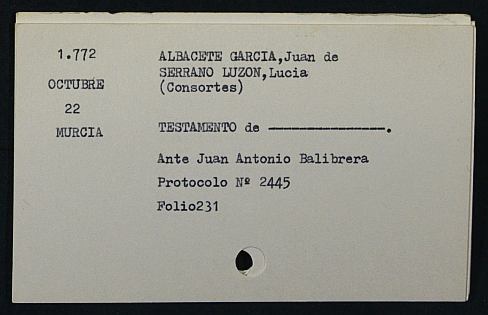 1.772
OCTUBRE
22
MURCIA
ALBACETE GARCIA,Juan de
SERRANO LUZON,Lucia
(Consortes)
TESTAMENTO de ---------------.
Ante Juan Antonio Balibrera
Protocolo Nº 2445
Folio231